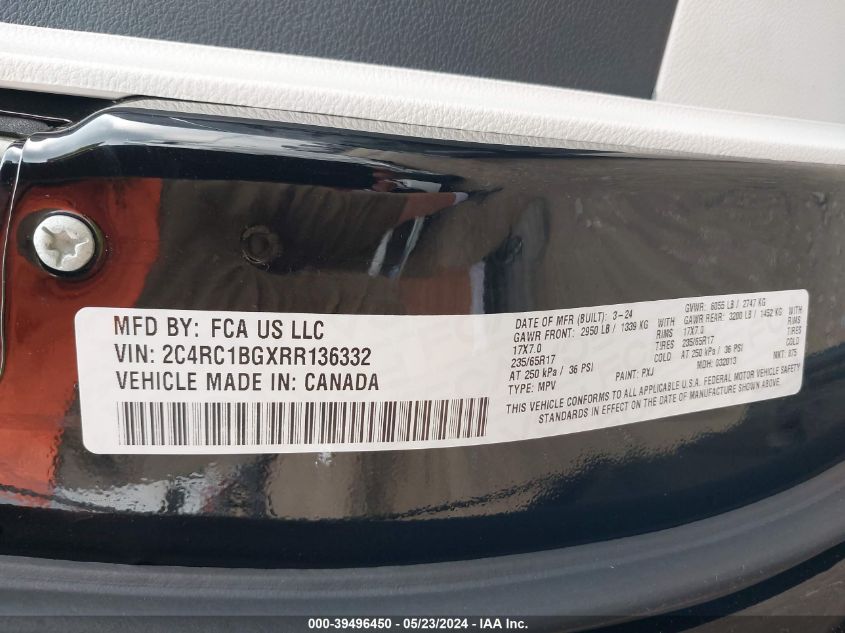 MFD BY: FCA US LLC
VIN: 2C4RC1BGXRR136332
VEHICLE MADE IN: CANADA
DATE OF MFR (BUILT): 3-24 GVWR: 6055 LB / 2747 KG
GAWR FRONT: 2950 LB / 1339 KG WITH GAWR REAR: 3200 LB / 1452 KG WITH
17X7.0 RIMS 17X7.0 RIMS
235/65R17 TIRES 235/65R17 TIRES
AT 250 kPA / 36 PSI COLD AT 250 kPA / 36 PSI COLD
TYPE: MPV PAINT: PXJ MDH: 032813 MKT: 875
THIS VEHICLE CONFORMS TO ALL APPLICABLE U.S.A. FEDERAL MOTOR VEHICLE SAFETY
STANDARDS IN EFFECT ON THE DATE OF MANUFACTURE SHOWN ABOVE.
000-39496450 - 05/23/2024 - IAA Inc.